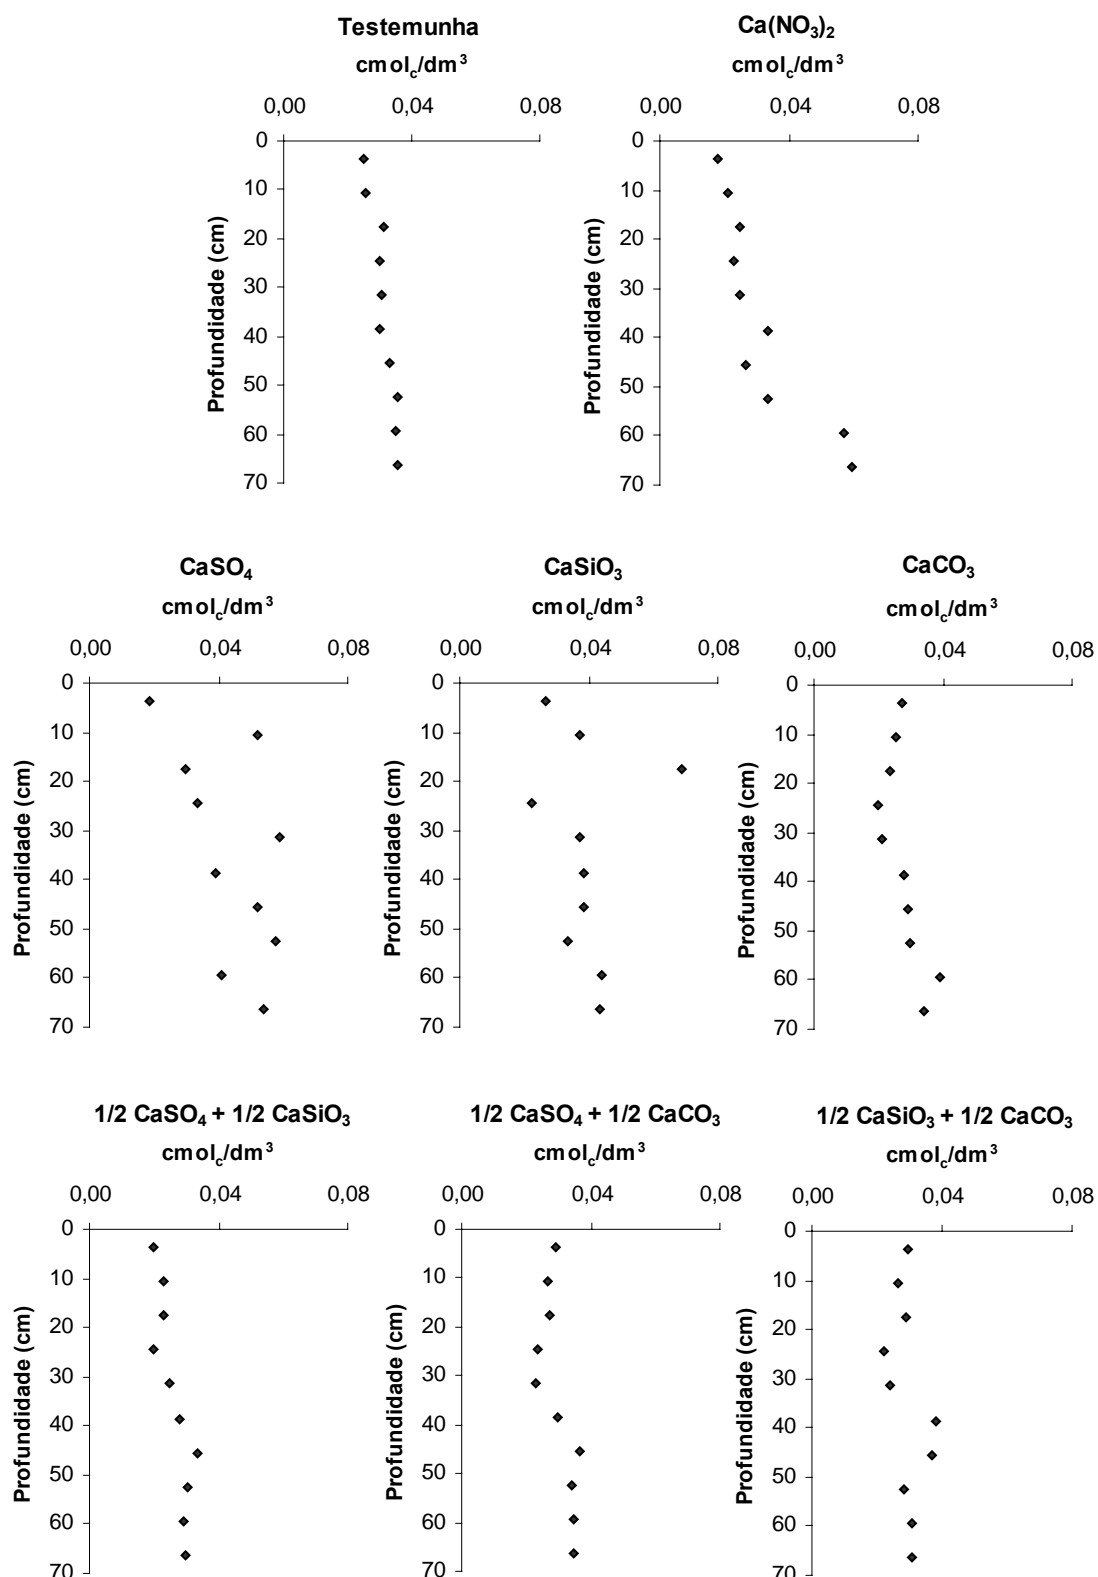 Testemunha
cmol_c/dm³
0,00 0,04 0,08
0
10
20
30
40
50
60
70
Profundidade (cm)
Ca(NO₃)₂
cmol_c/dm³
0,00 0,04 0,08
0
10
20
30
40
50
60
70
Profundidade (cm)
CaSO₄
cmol_c/dm³
0,00 0,04 0,08
0
10
20
30
40
50
60
70
Profundidade (cm)
CaSiO₃
cmol_c/dm³
0,00 0,04 0,08
0
10
20
30
40
50
60
70
Profundidade (cm)
CaCO₃
cmol_c/dm³
0,00 0,04 0,08
0
10
20
30
40
50
60
70
Profundidade (cm)
1/2 CaSO₄ + 1/2 CaSiO₃
cmol_c/dm³
0,00 0,04 0,08
0
10
20
30
40
50
60
70
Profundidade (cm)
1/2 CaSO₄ + 1/2 CaCO₃
cmol_c/dm³
0,00 0,04 0,08
0
10
20
30
40
50
60
70
Profundidade (cm)
1/2 CaSiO₃ + 1/2 CaCO₃
cmol_c/dm³
0,00 0,04 0,08
0
10
20
30
40
50
60
70
Profundidade (cm)